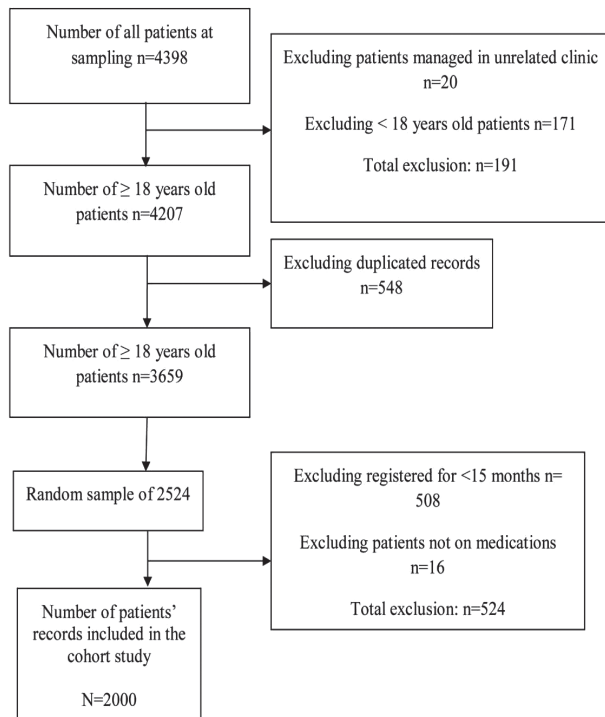 Number of all patients at
sampling n=4398
Excluding patients managed in unrelated clinic
n=20
Excluding < 18 years old patients n=171
Total exclusion: n=191
Number of ≥ 18 years old
patients n=4207
Excluding duplicated records
n=548
Number of ≥ 18 years old
patients n=3659
Random sample of 2524
Excluding registered for <15 months n=
508
Excluding patients not on medications
n=16
Total exclusion: n=524
Number of patients’
records included in the
cohort study
N=2000